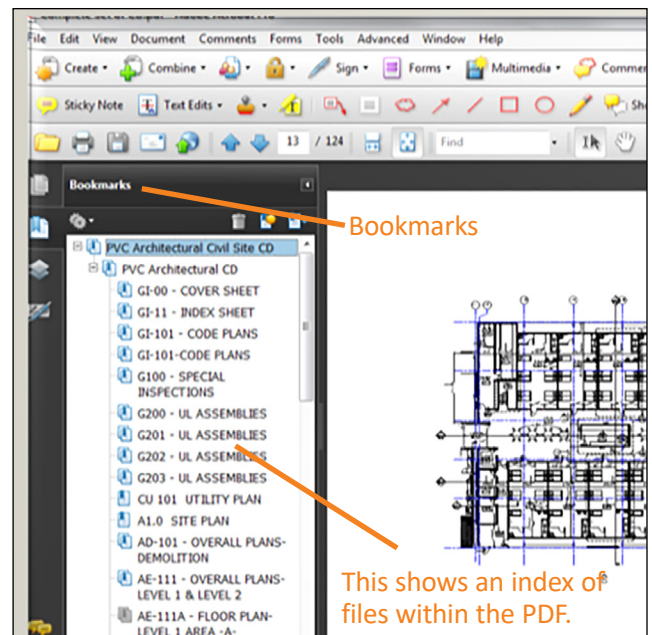 File Edit View Document Comments Forms Tools Advanced Window Help
Create Combine Sign Forms Multimedia Commen
Sticky Note Text Edits Sh
13 / 124 Find
Bookmarks
Bookmarks
PVC Architectural Civil Site CD
PVC Architectural CD
GI-00 - COVER SHEET
GI-11 - INDEX SHEET
GI-101 - CODE PLANS
GI-101-CODE PLANS
G100 - SPECIAL
INSPECTIONS
G200 - UL ASSEMBLIES
G201 - UL ASSEMBLIES
G202 - UL ASSEMBLIES
G203 - UL ASSEMBLIES
CU 101 UTILITY PLAN
A1.0 SITE PLAN
AD-101 - OVERALL PLANS-
DEMOLITION
AE-111 - OVERALL PLANS-
LEVEL 1 & LEVEL 2
AE-111A - FLOOR PLAN-
LEVEL 1 AREA -A-
This shows an index of
files within the PDF.